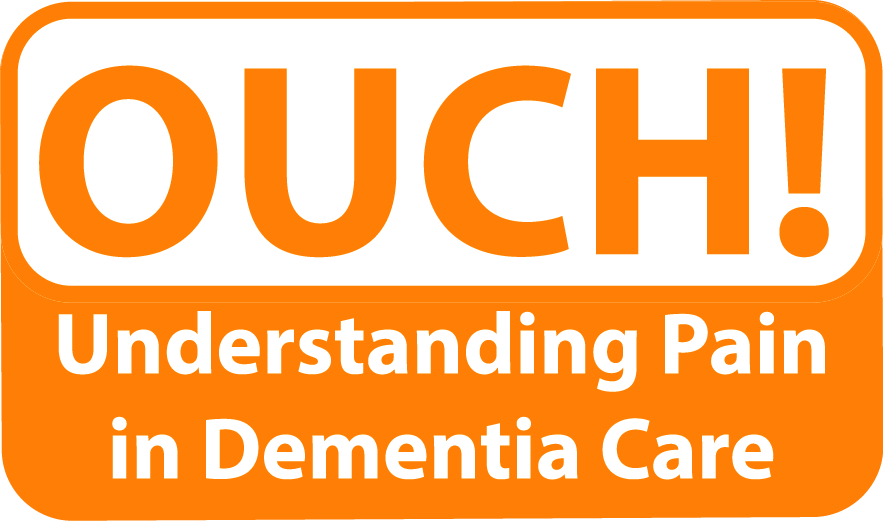 OUCH!
Understanding Pain
in Dementia Care